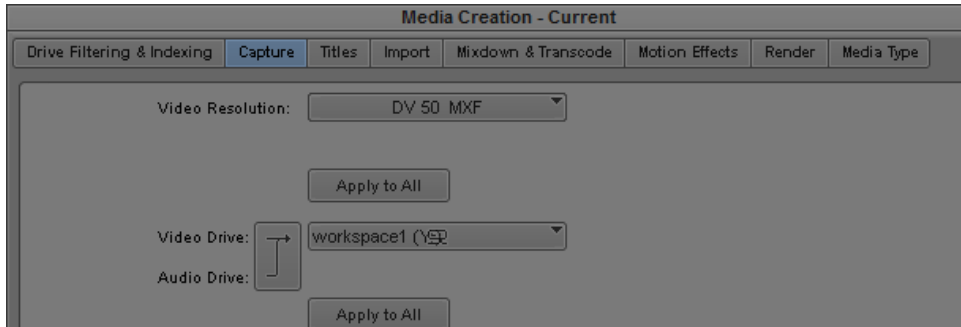 Media Creation - Current
Drive Filtering & Indexing Capture Titles Import Mixdown & Transcode Motion Effects Render Media Type
Video Resolution: DV 50 MXF
Apply to All
Video Drive: workspace1 (Y
Audio Drive:
Apply to All